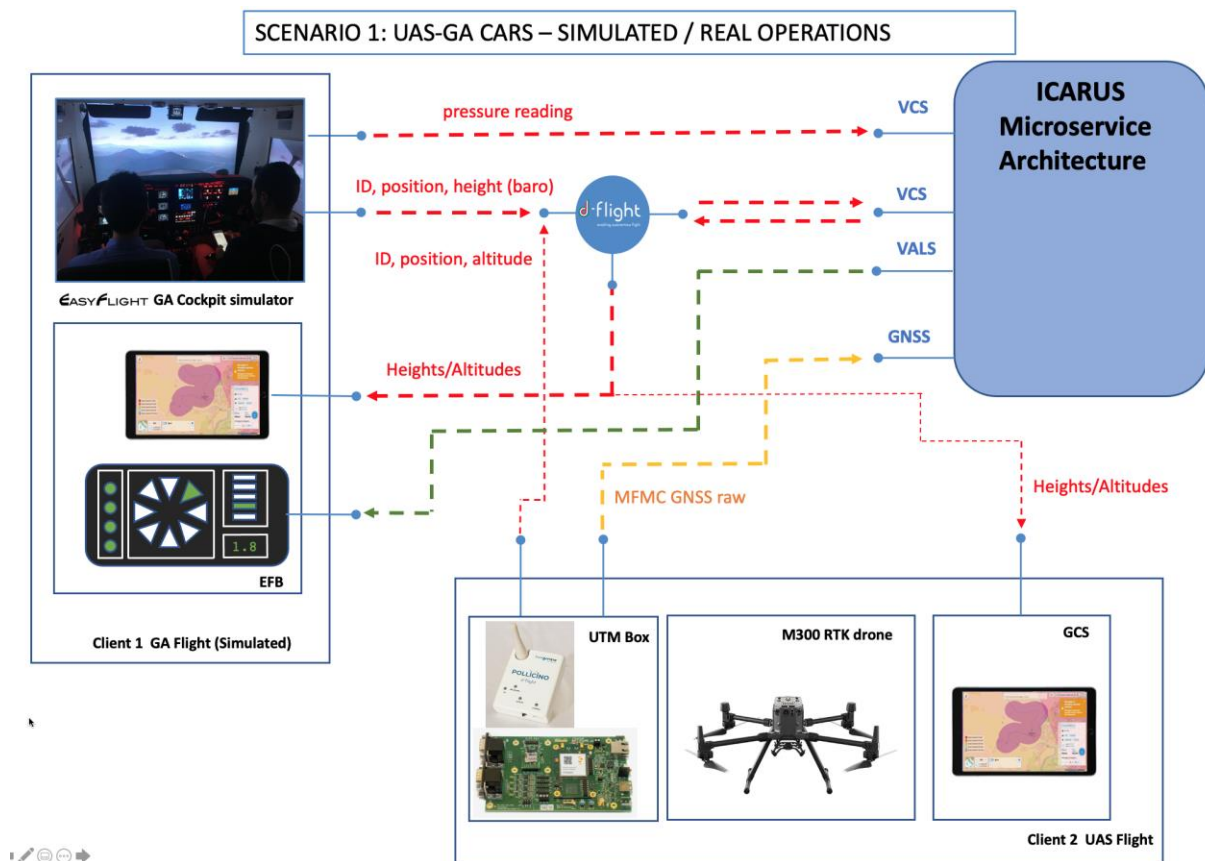 SCENARIO 1: UAS-GA CARS – SIMULATED / REAL OPERATIONS
ICARUS
Microservice
Architecture
pressure reading
VCS
ID, position, height (baro)
d-flight
VCS
ID, position, altitude
VALS
EASYFLIGHT GA Cockpit simulator
GNSS
Heights/Altitudes
MFMC GNSS raw
Heights/Altitudes
1.8
EFB
Client 1 GA Flight (Simulated)
UTM Box
M300 RTK drone
GCS
POLLICINO
Client 2 UAS Flight